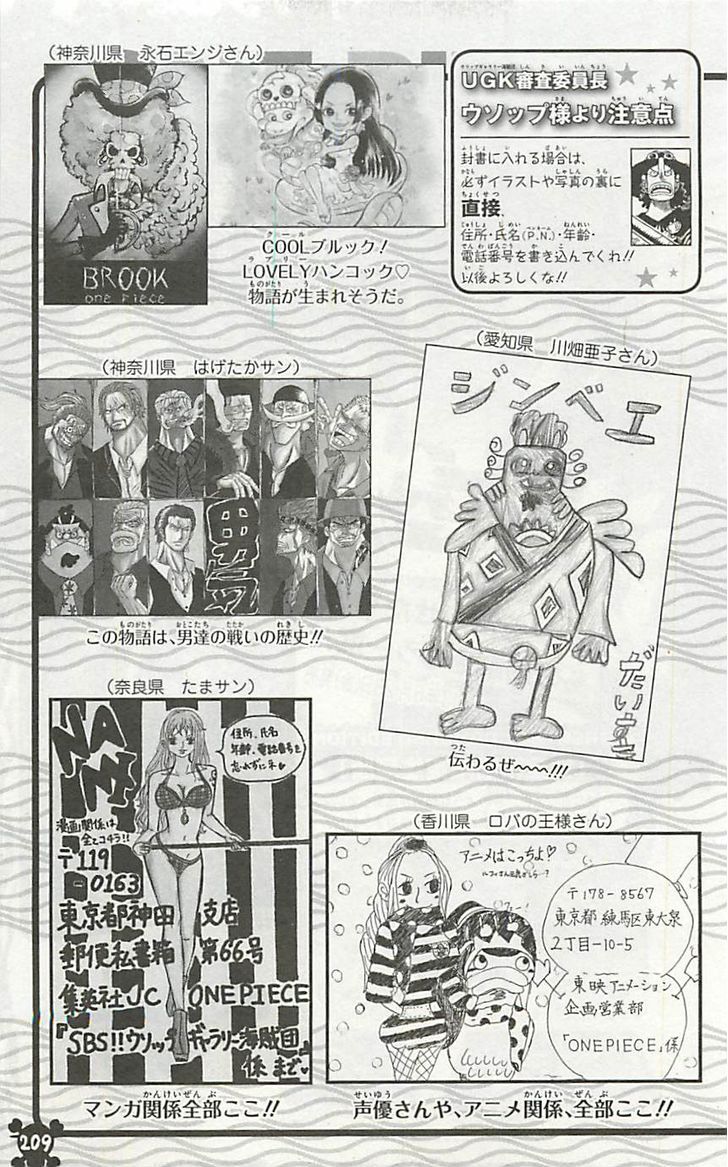 (神奈川県　永石エンジさん)
BROOK
one piece
COOLブルック!
LOVELYハンコック♡
物語が生まれそうだ。
UGK審査委員長
ウソップ様より注意点
封書に入れる場合は、
必ずイラストや写真の裏に
直接、
住所・氏名(P.N.)・年齢・
電話番号を書き込んでくれ!!
以後よろしくな!!
(神奈川県　はげたかサン)
この物語は、男達の戦いの歴史!!
(愛知県　川畑亜子さん)
ジンベエ
だいすき
伝わるぜ〜〜〜!!!
(奈良県　たまサン)
NAMI
住所、氏名
年齢、電話番号を
忘れずにネ♥
漫画関係は
全てコチラ!!
〒119
-0163
東京都神田　支店
郵便私書箱　第66号
集英社JC　ONEPIECE
『SBS!!ウソップギャラリー海賊団』
係まで♥
マンガ関係全部ここ!!
(香川県　ロバの王様さん)
アニメはこっちよ♡
〒178-8567
東京都練馬区東大泉
2丁目-10-5
東映アニメーション
企画営業部
「ONEPIECE」係
声優さんや、アニメ関係、全部ここ!!
209